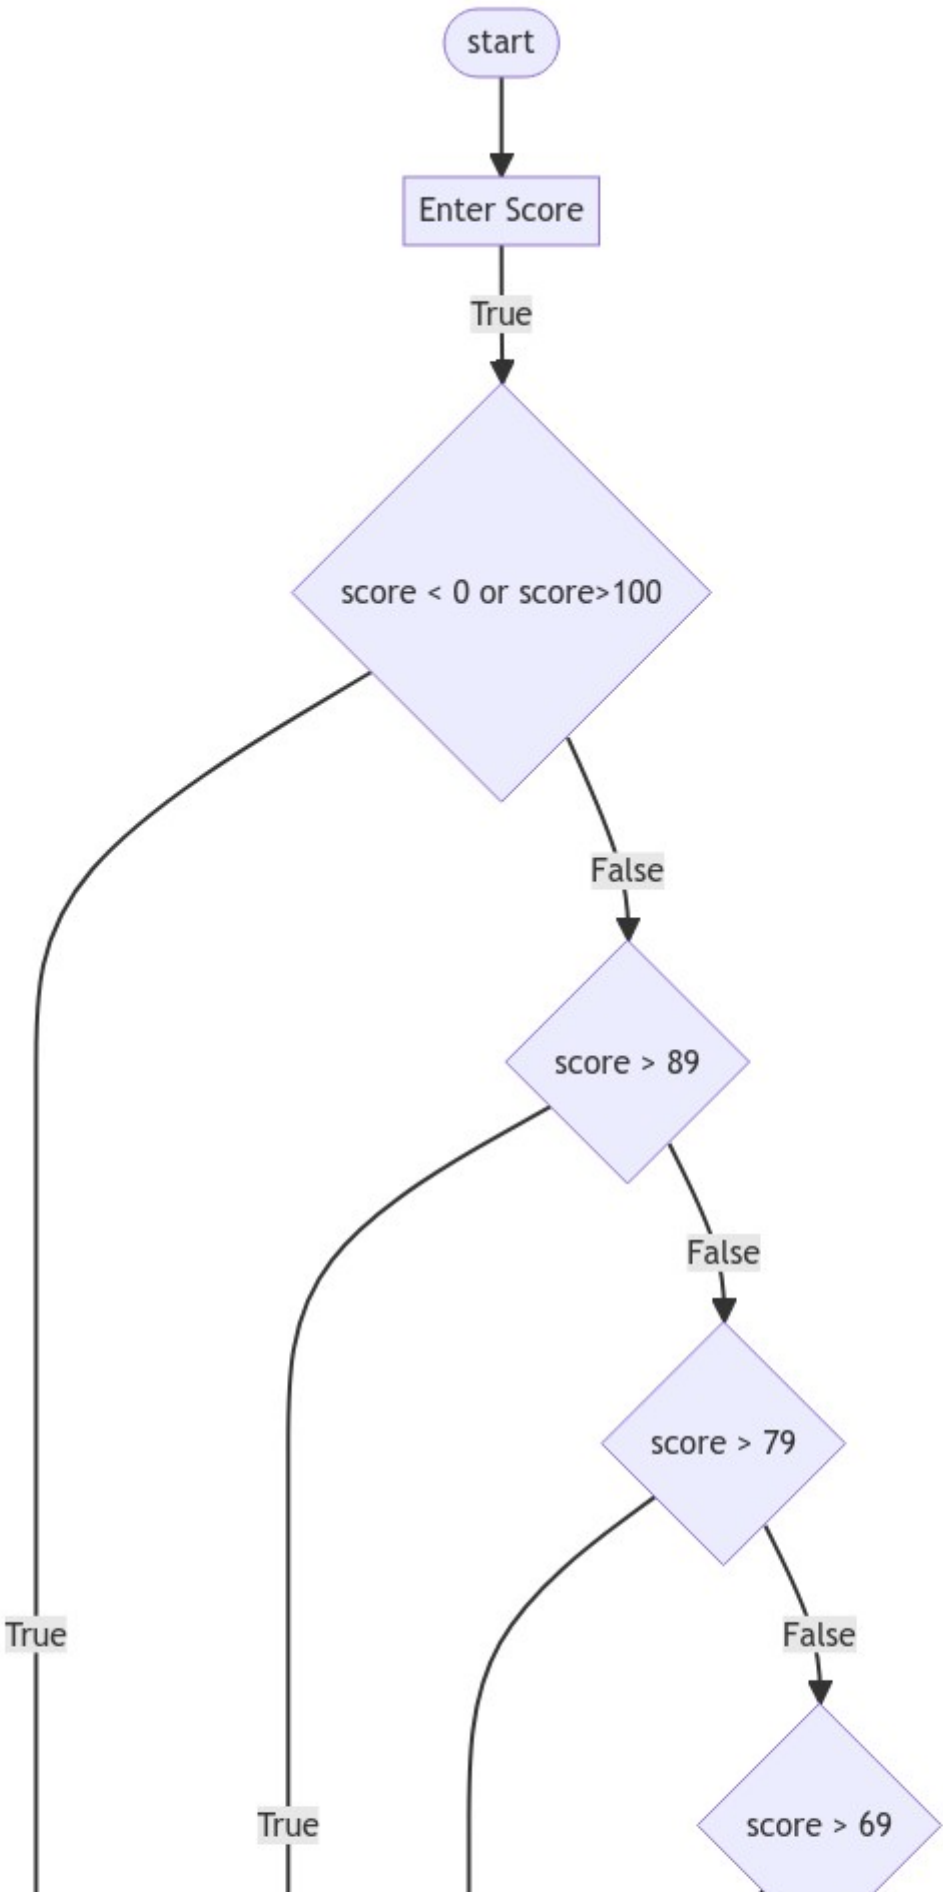 start
Enter Score
True
score < 0 or score>100
False
score > 89
False
score > 79
True
False
True
score > 69